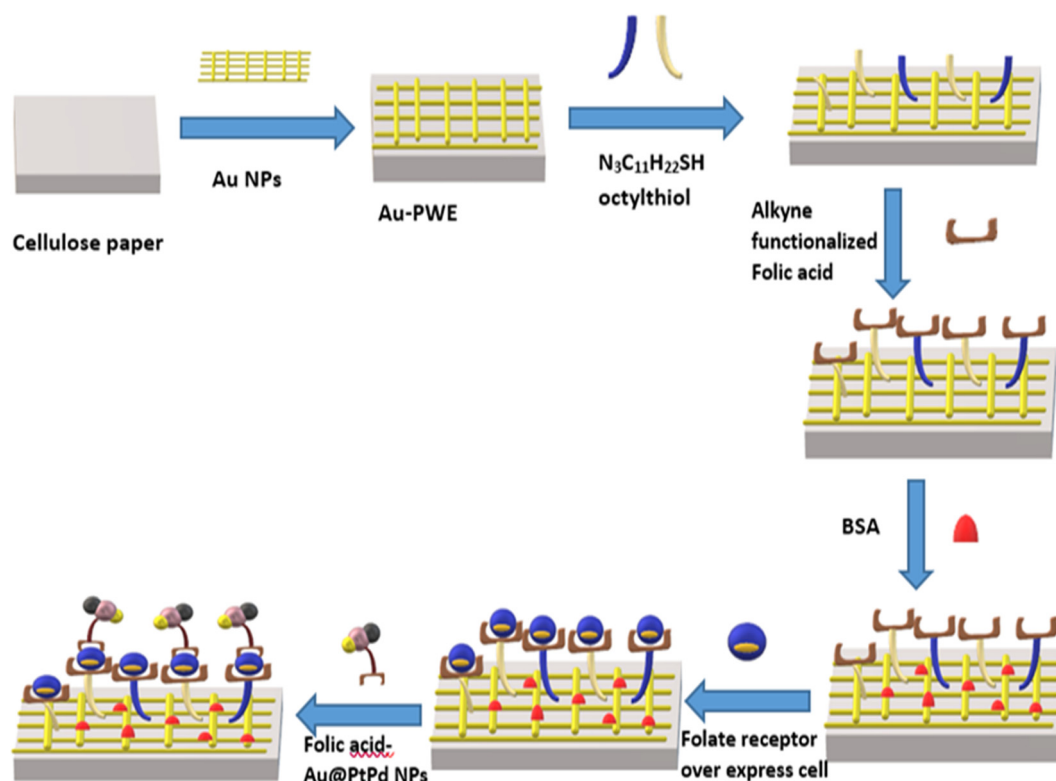 Au NPs
Cellulose paper
Au-PWE
N₃C₁₁H₂₂SH
octylthiol
Alkyne
functionalized
Folic acid
BSA
Folate receptor
over express cell
Folic acid-
Au@PtPd NPs